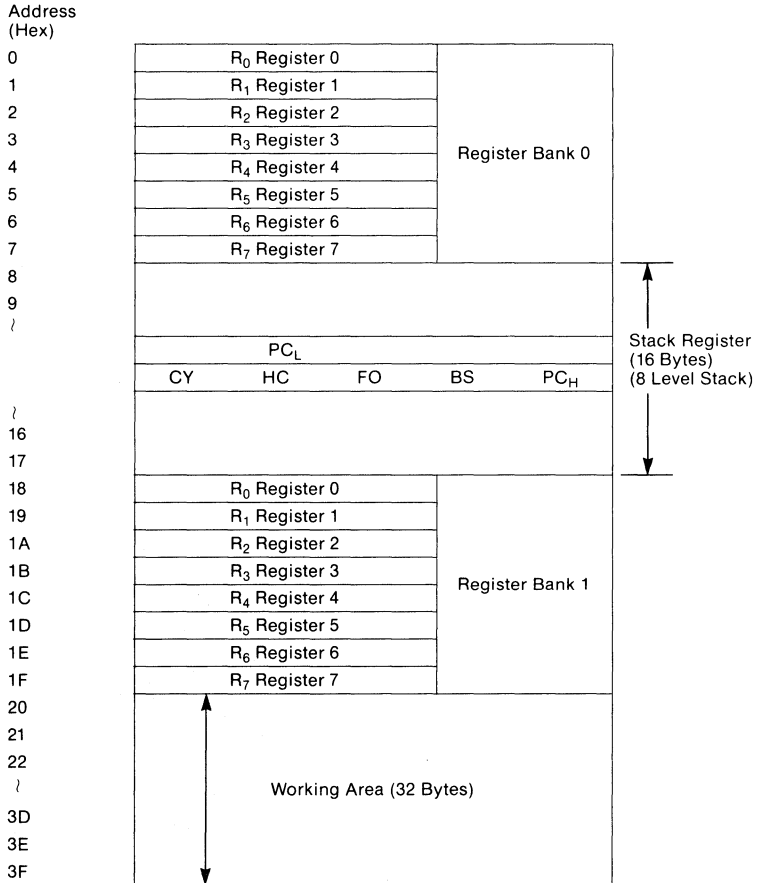 Address
(Hex)
0 R0 Register 0
1 R1 Register 1
2 R2 Register 2
3 R3 Register 3
Register Bank 0
4 R4 Register 4
5 R5 Register 5
6 R6 Register 6
7 R7 Register 7
8
9
~
Stack Register
(16 Bytes)
(8 Level Stack)
PCL
CY HC FO BS PCH
~
16
17
18 R0 Register 0
19 R1 Register 1
1A R2 Register 2
1B R3 Register 3
Register Bank 1
1C R4 Register 4
1D R5 Register 5
1E R6 Register 6
1F R7 Register 7
20
21
22
~
Working Area (32 Bytes)
3D
3E
3F